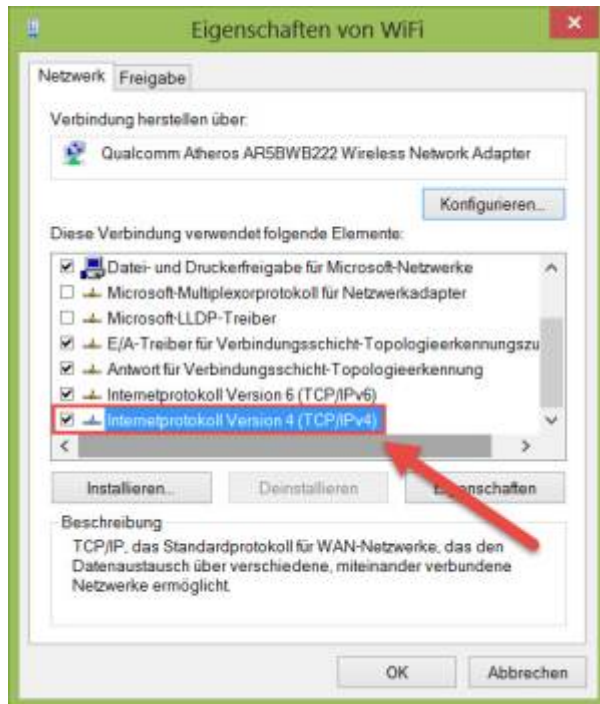 Eigenschaften von WiFi
Netzwerk Freigabe
Verbindung herstellen über:
Qualcomm Atheros AR5BWB222 Wireless Network Adapter
Konfigurieren...
Diese Verbindung verwendet folgende Elemente:
Datei- und Druckerfreigabe für Microsoft-Netzwerke
Microsoft-Multiplexorprotokoll für Netzwerkadapter
Microsoft-LLDP-Treiber
E/A-Treiber für Verbindungsschicht-Topologieerkennungszu
Antwort für Verbindungsschicht-Topologieerkennung
Internetprotokoll Version 6 (TCP/IPv6)
Internetprotokoll Version 4 (TCP/IPv4)
Installieren... Deinstallieren Eigenschaften
Beschreibung
TCP/IP, das Standardprotokoll für WAN-Netzwerke, das den
Datenaustausch über verschiedene, miteinander verbundene
Netzwerke ermöglicht.
OK Abbrechen